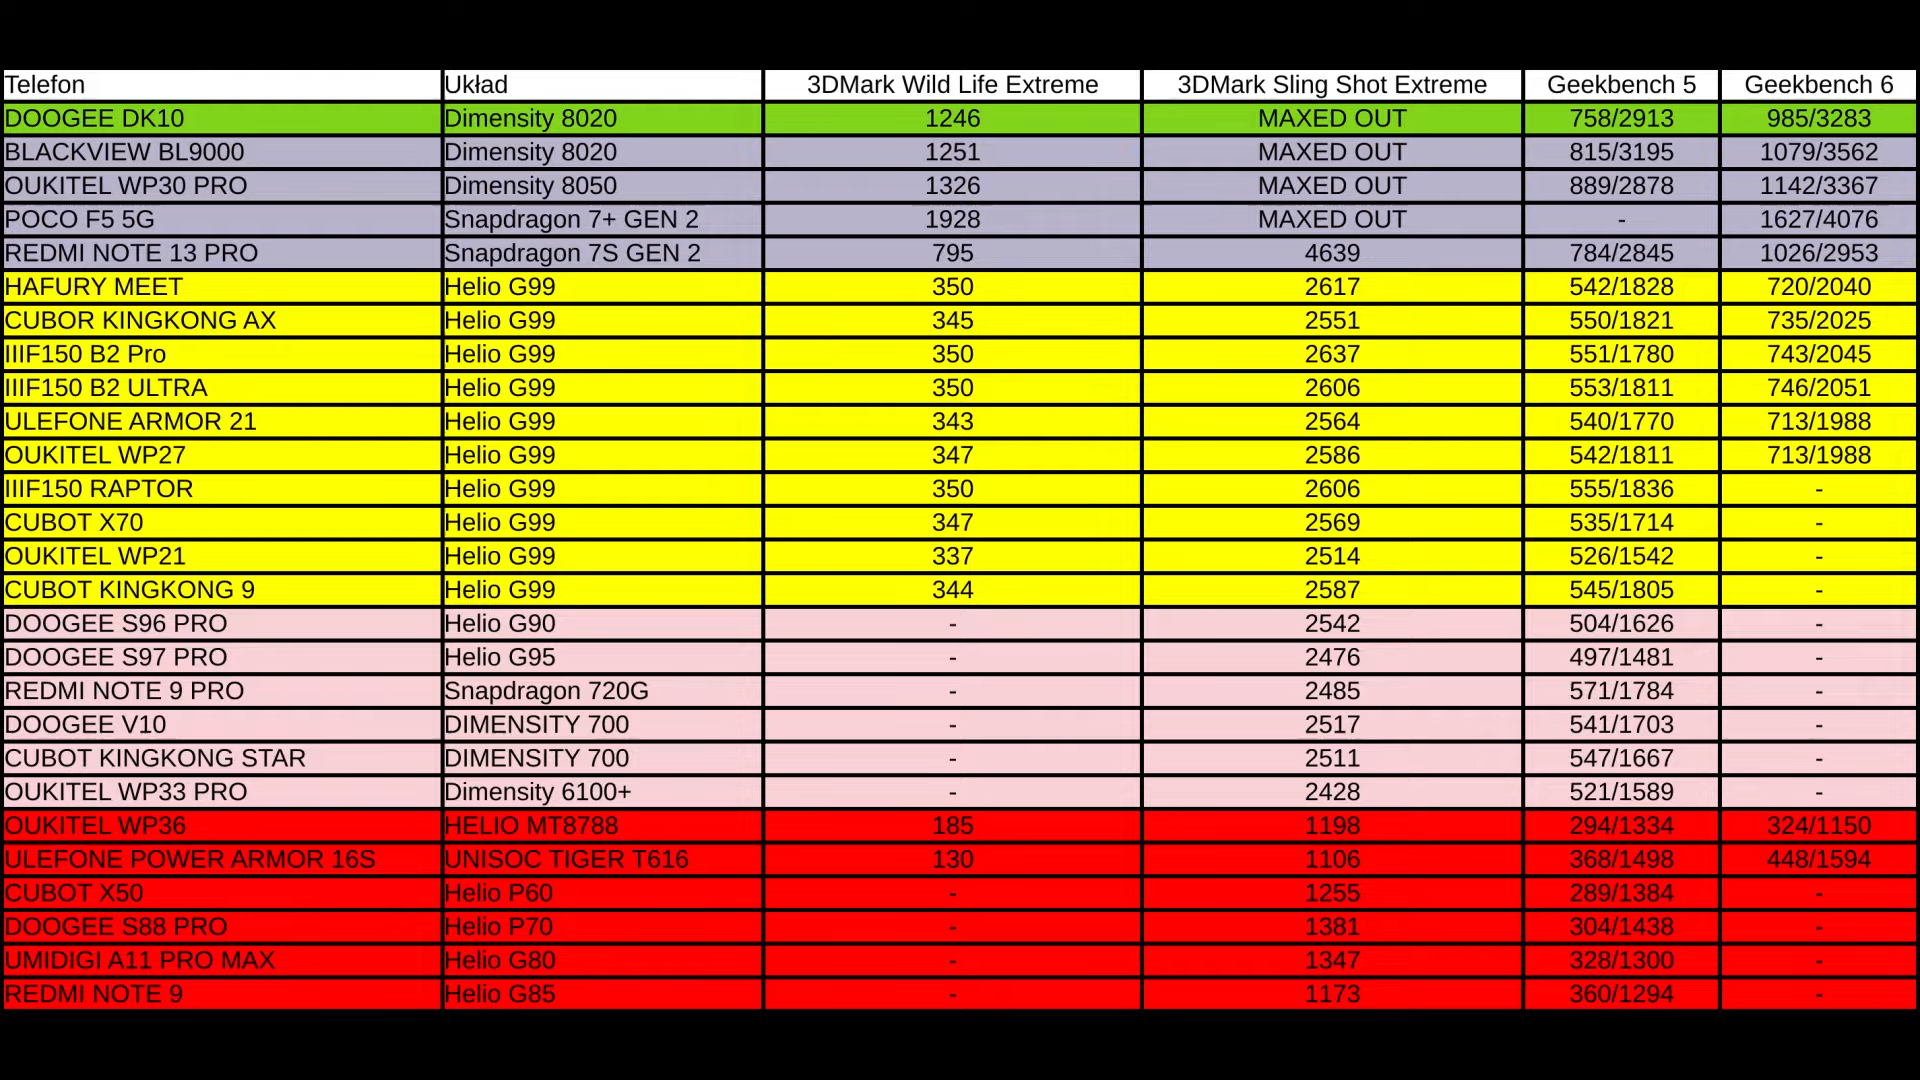 Telefon Układ 3DMark Wild Life Extreme 3DMark Sling Shot Extreme Geekbench 5 Geekbench 6
DOOGEE DK10 Dimensity 8020 1246 MAXED OUT 758/2913 985/3283
BLACKVIEW BL9000 Dimensity 8020 1251 MAXED OUT 815/3195 1079/3562
OUKITEL WP30 PRO Dimensity 8050 1326 MAXED OUT 889/2878 1142/3367
POCO F5 5G Snapdragon 7+ GEN 2 1928 MAXED OUT - 1627/4076
REDMI NOTE 13 PRO Snapdragon 7S GEN 2 795 4639 784/2845 1026/2953
HAFURY MEET Helio G99 350 2617 542/1828 720/2040
CUBOR KINGKONG AX Helio G99 345 2551 550/1821 735/2025
IIIF150 B2 Pro Helio G99 350 2637 551/1780 743/2045
IIIF150 B2 ULTRA Helio G99 350 2606 553/1811 746/2051
ULEFONE ARMOR 21 Helio G99 343 2564 540/1770 713/1988
OUKITEL WP27 Helio G99 347 2586 542/1811 713/1988
IIIF150 RAPTOR Helio G99 350 2606 555/1836 -
CUBOT X70 Helio G99 347 2569 535/1714 -
OUKITEL WP21 Helio G99 337 2514 526/1542 -
CUBOT KINGKONG 9 Helio G99 344 2587 545/1805 -
DOOGEE S96 PRO Helio G90 - 2542 504/1626 -
DOOGEE S97 PRO Helio G95 - 2476 497/1481 -
REDMI NOTE 9 PRO Snapdragon 720G - 2485 571/1784 -
DOOGEE V10 DIMENSITY 700 - 2517 541/1703 -
CUBOT KINGKONG STAR DIMENSITY 700 - 2511 547/1667 -
OUKITEL WP33 PRO Dimensity 6100+ - 2428 521/1589 -
OUKITEL WP36 HELIO MT8788 185 1198 294/1334 324/1150
ULEFONE POWER ARMOR 16S UNISOC TIGER T616 130 1106 368/1498 448/1594
CUBOT X50 Helio P60 - 1255 289/1384 -
DOOGEE S88 PRO Helio P70 - 1381 304/1438 -
UMIDIGI A11 PRO MAX Helio G80 - 1347 328/1300 -
REDMI NOTE 9 Helio G85 - 1173 360/1294 -